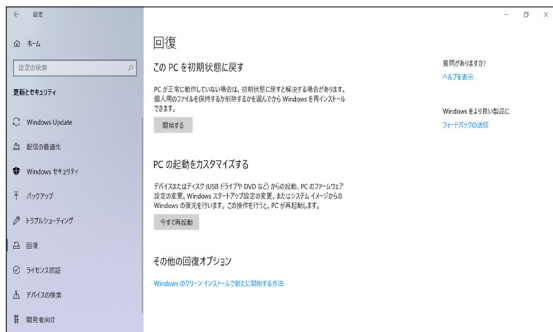 設定
ホーム
設定の検索
更新とセキュリティ
Windows Update
配信の最適化
Windows セキュリティ
バックアップ
トラブルシューティング
回復
ライセンス認証
デバイスの検索
開発者向け
回復
この PC を初期状態に戻す
PC が正常に動作していない場合は、初期状態に戻すと解決する場合があります。
個人用のファイルを保持するか削除するかを選んでから Windows を再インストール
できます。
開始する
PC の起動をカスタマイズする
デバイスまたはディスク (USB ドライブや DVD など) からの起動、PC のファームウェア
設定の変更、Windows スタートアップ設定の変更、またはシステム イメージからの
Windows の復元を行います。この操作を行うと、PC が再起動します。
今すぐ再起動
その他の回復オプション
Windows のクリーン インストールで新たに開始する方法
質問がありますか?
ヘルプを表示
Windows をより良い製品に
フィードバックの送信